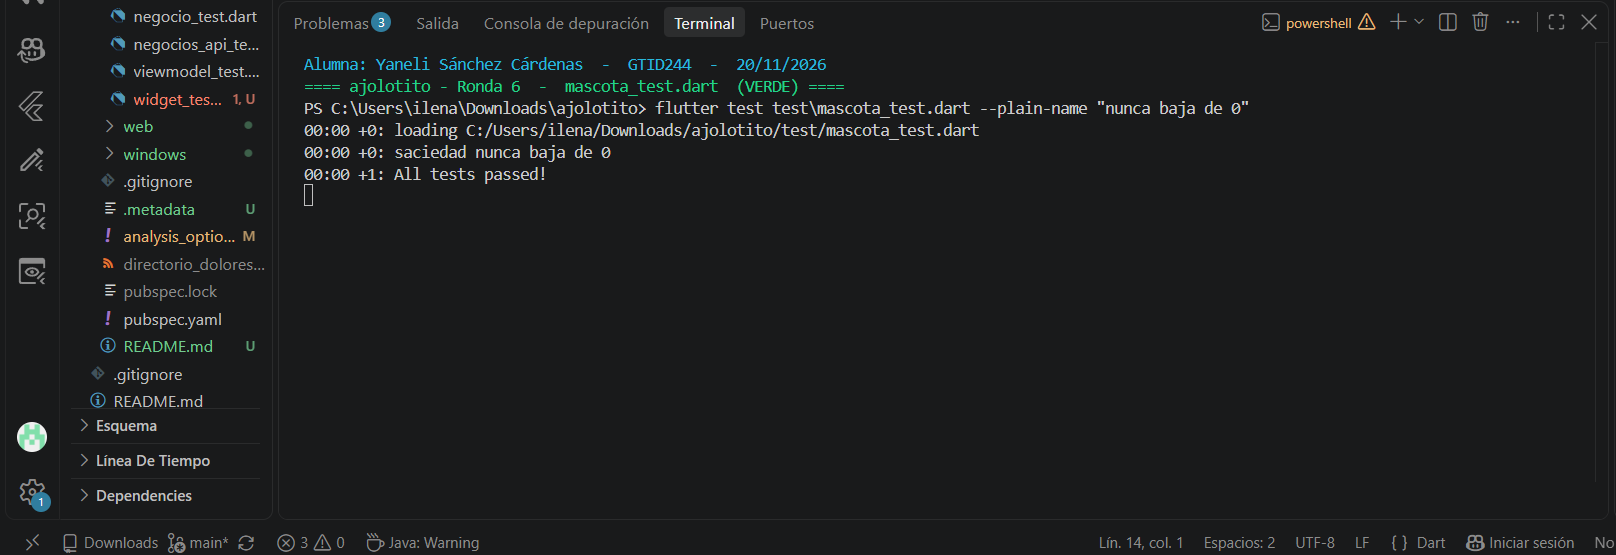 negocio_test.dart
negocios_api_te...
viewmodel_test....
widget_tes... 1, U
web
windows
.gitignore
.metadata U
analysis_optio... M
directorio_dolores...
pubspec.lock
pubspec.yaml
README.md U
.gitignore
README.md
Esquema
Línea De Tiempo
Dependencies
1
Problemas 3 Salida Consola de depuración Terminal Puertos
powershell
Alumna: Yaneli Sánchez Cárdenas - GTID244 - 20/11/2026
==== ajolotito - Ronda 6 - mascota_test.dart (VERDE) ====
PS C:\Users\ilena\Downloads\ajolotito> flutter test test\mascota_test.dart --plain-name "nunca baja de 0"
00:00 +0: loading C:/Users/ilena/Downloads/ajolotito/test/mascota_test.dart
00:00 +0: saciedad nunca baja de 0
00:00 +1: All tests passed!
Downloads main* 3 0 Java: Warning Lín. 14, col. 1 Espacios: 2 UTF-8 LF { } Dart Iniciar sesión No